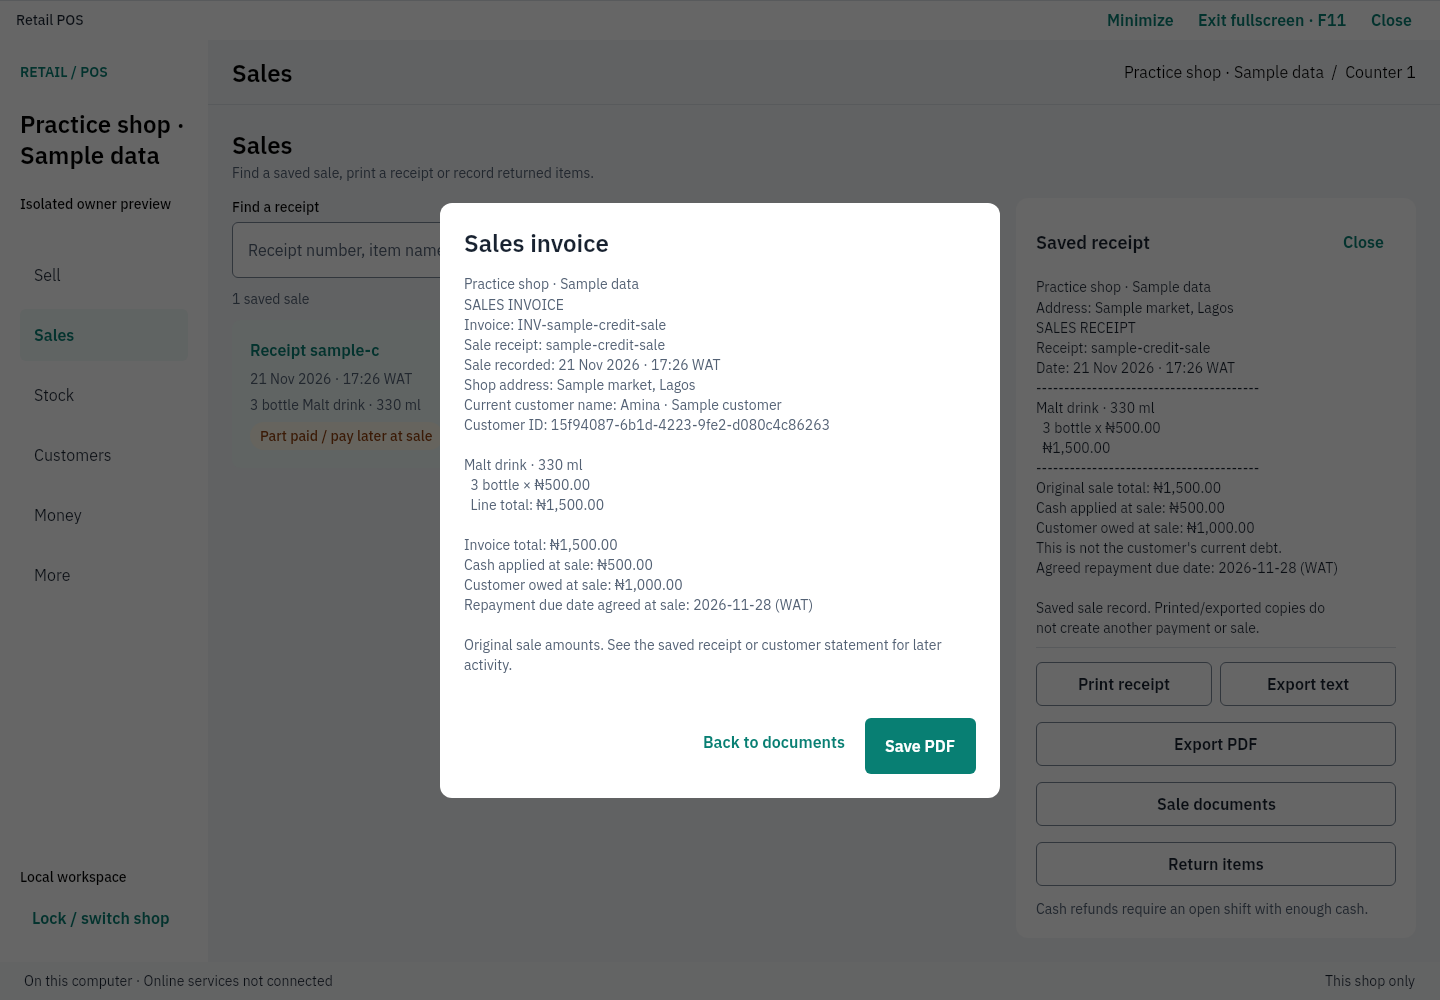 Retail POS
Minimize
Exit fullscreen · F11
Close
RETAIL / POS
Practice shop ·
Sample data
Isolated owner preview
Sell
Sales
Stock
Customers
Money
More
Local workspace
Lock / switch shop
Sales
Practice shop · Sample data / Counter 1
Sales
Find a saved sale, print a receipt or record returned items.
Find a receipt
Receipt number, item name
1 saved sale
Receipt sample-c
21 Nov 2026 · 17:26 WAT
3 bottle Malt drink · 330 ml
Part paid / pay later at sale
Sales invoice
Practice shop · Sample data
SALES INVOICE
Invoice: INV-sample-credit-sale
Sale receipt: sample-credit-sale
Sale recorded: 21 Nov 2026 · 17:26 WAT
Shop address: Sample market, Lagos
Current customer name: Amina · Sample customer
Customer ID: 15f94087-6b1d-4223-9fe2-d080c4c86263
Malt drink · 330 ml
3 bottle × ₦500.00
Line total: ₦1,500.00
Invoice total: ₦1,500.00
Cash applied at sale: ₦500.00
Customer owed at sale: ₦1,000.00
Repayment due date agreed at sale: 2026-11-28 (WAT)
Original sale amounts. See the saved receipt or customer statement for later
activity.
Back to documents
Save PDF
Saved receipt
Close
Practice shop · Sample data
Address: Sample market, Lagos
SALES RECEIPT
Receipt: sample-credit-sale
Date: 21 Nov 2026 · 17:26 WAT
----------------------------------------
Malt drink · 330 ml
3 bottle x ₦500.00
₦1,500.00
----------------------------------------
Original sale total: ₦1,500.00
Cash applied at sale: ₦500.00
Customer owed at sale: ₦1,000.00
This is not the customer's current debt.
Agreed repayment due date: 2026-11-28 (WAT)
Saved sale record. Printed/exported copies do
not create another payment or sale.
Print receipt
Export text
Export PDF
Sale documents
Return items
Cash refunds require an open shift with enough cash.
On this computer · Online services not connected
This shop only